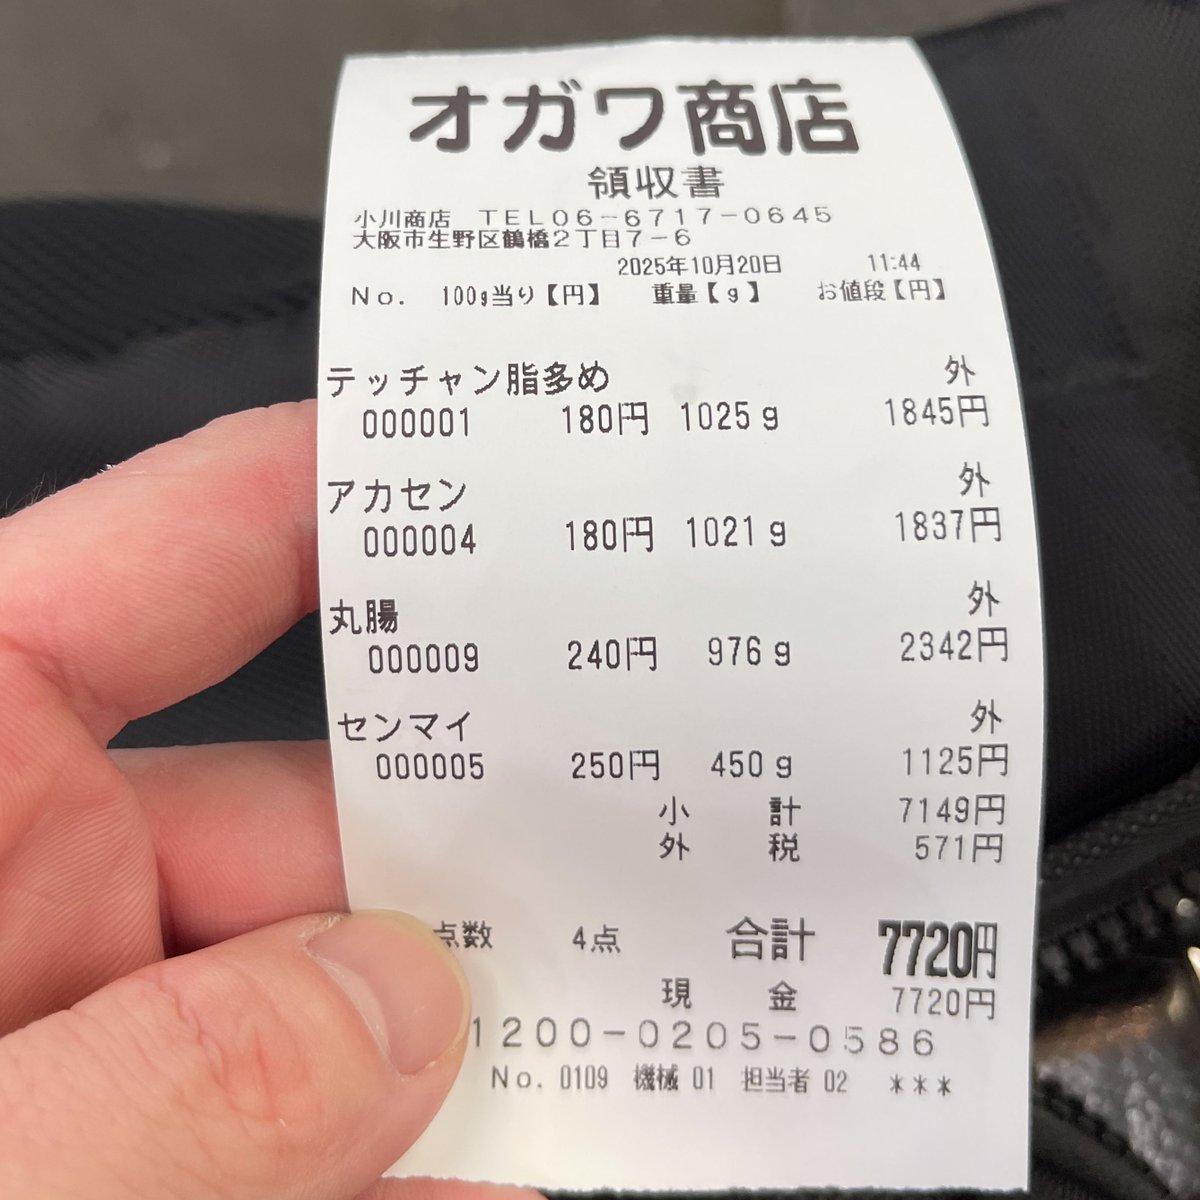 オガワ商店
領収書
小川商店 TEL06-6717-0645
大阪市生野区鶴橋2丁目7-6
2025年10月20日 11:44
No. 100g当り【円】 重量【g】 お値段【円】
テッチャン脂多め 外
000001 180円 1025g 1845円
アカセン 外
000004 180円 1021g 1837円
丸腸 外
000009 240円 976g 2342円
センマイ 外
000005 250円 450g 1125円
小計 7149円
外税 571円
点数 4点 合計 7720円
現金 7720円
1200-0205-0586
No. 0109 機械 01 担当者 02 ***